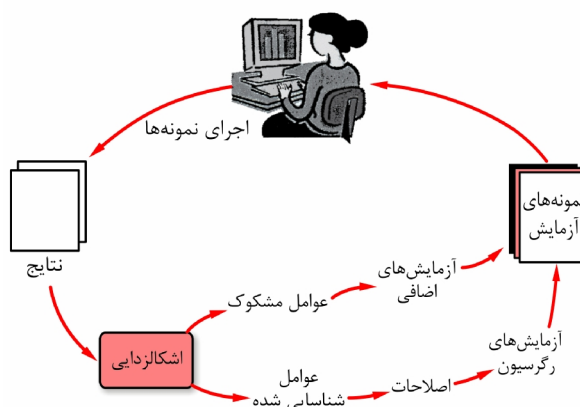 اجرای نمونه‌ها
نمونه‌های
آزمایش
نتایج
آزمایش‌های
اضافی
عوامل مشکوک
آزمایش‌های
رگرسیون
اشکالزدایی
عوامل
شناسایی شده
اصلاحات